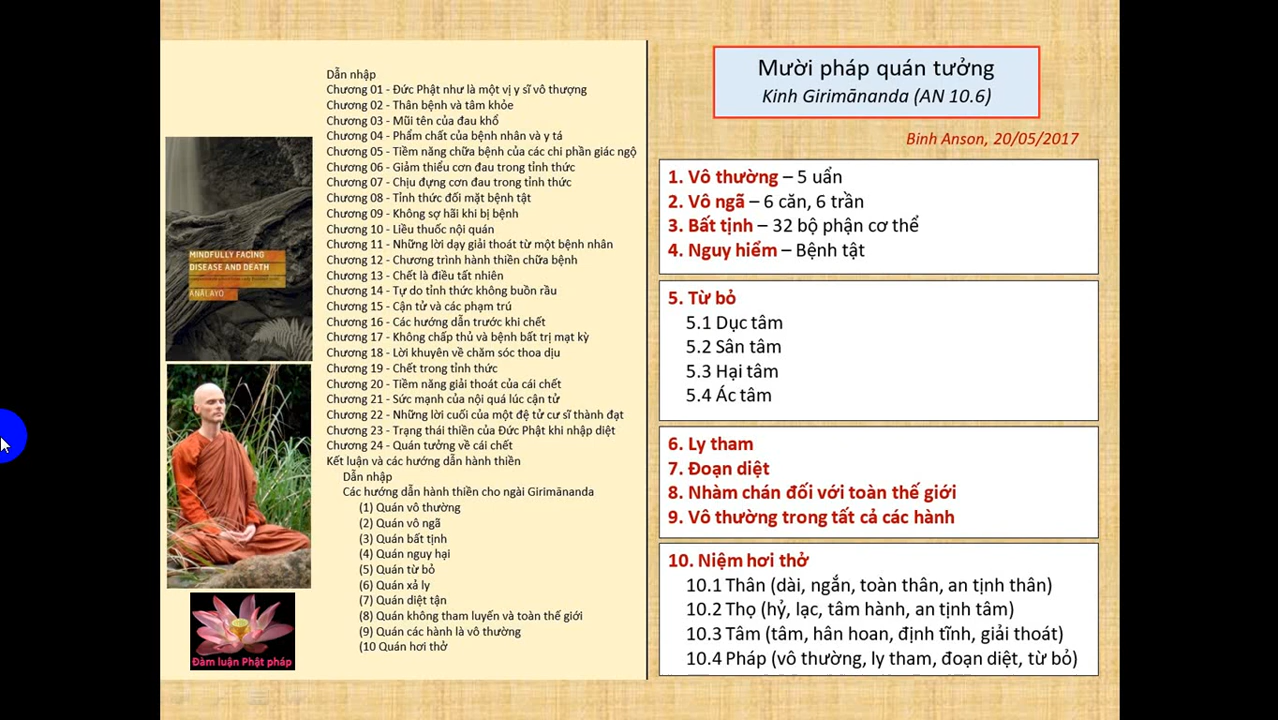 MINDFULLY FACING
DISEASE AND DEATH
ANĀLAYO
Đàm luận Phật pháp
Dẫn nhập
Chương 01 - Đức Phật như là một vị y sĩ vô thượng
Chương 02 - Thân bệnh và tâm khỏe
Chương 03 - Mũi tên của đau khổ
Chương 04 - Phẩm chất của bệnh nhân và y tá
Chương 05 - Tiềm năng chữa bệnh của các chi phần giác ngộ
Chương 06 - Giảm thiểu cơn đau trong tỉnh thức
Chương 07 - Chịu đựng cơn đau trong tỉnh thức
Chương 08 - Tỉnh thức đối mặt bệnh tật
Chương 09 - Không sợ hãi khi bị bệnh
Chương 10 - Liều thuốc nội quán
Chương 11 - Những lời dạy giải thoát từ một bệnh nhân
Chương 12 - Chương trình hành thiền chữa bệnh
Chương 13 - Chết là điều tất nhiên
Chương 14 - Tự do tỉnh thức không buồn rầu
Chương 15 - Cận tử và các phạm trú
Chương 16 - Các hướng dẫn trước khi chết
Chương 17 - Không chấp thủ và bệnh bất trị mạt kỳ
Chương 18 - Lời khuyên về chăm sóc thoa dịu
Chương 19 - Chết trong tỉnh thức
Chương 20 - Tiềm năng giải thoát của cái chết
Chương 21 - Sức mạnh của nội quá lúc cận tử
Chương 22 - Những lời cuối của một đệ tử cư sĩ thành đạt
Chương 23 - Trạng thái thiền của Đức Phật khi nhập diệt
Chương 24 - Quán tưởng về cái chết
Kết luận và các hướng dẫn hành thiền
Dẫn nhập
Các hướng dẫn hành thiền cho ngài Girimānanda
(1) Quán vô thường
(2) Quán vô ngã
(3) Quán bất tịnh
(4) Quán nguy hại
(5) Quán từ bỏ
(6) Quán xả ly
(7) Quán diệt tận
(8) Quán không tham luyến và toàn thế giới
(9) Quán các hành là vô thường
(10 Quán hơi thở
Mười pháp quán tưởng
Kinh Girimānanda (AN 10.6)
Binh Anson, 20/05/2017
1. Vô thường – 5 uẩn
2. Vô ngã – 6 căn, 6 trần
3. Bất tịnh – 32 bộ phận cơ thể
4. Nguy hiểm – Bệnh tật
5. Từ bỏ
5.1 Dục tâm
5.2 Sân tâm
5.3 Hại tâm
5.4 Ác tâm
6. Ly tham
7. Đoạn diệt
8. Nhàm chán đối với toàn thế giới
9. Vô thường trong tất cả các hành
10. Niệm hơi thở
10.1 Thân (dài, ngắn, toàn thân, an tịnh thân)
10.2 Thọ (hỷ, lạc, tâm hành, an tịnh tâm)
10.3 Tâm (tâm, hân hoan, định tĩnh, giải thoát)
10.4 Pháp (vô thường, ly tham, đoạn diệt, từ bỏ)